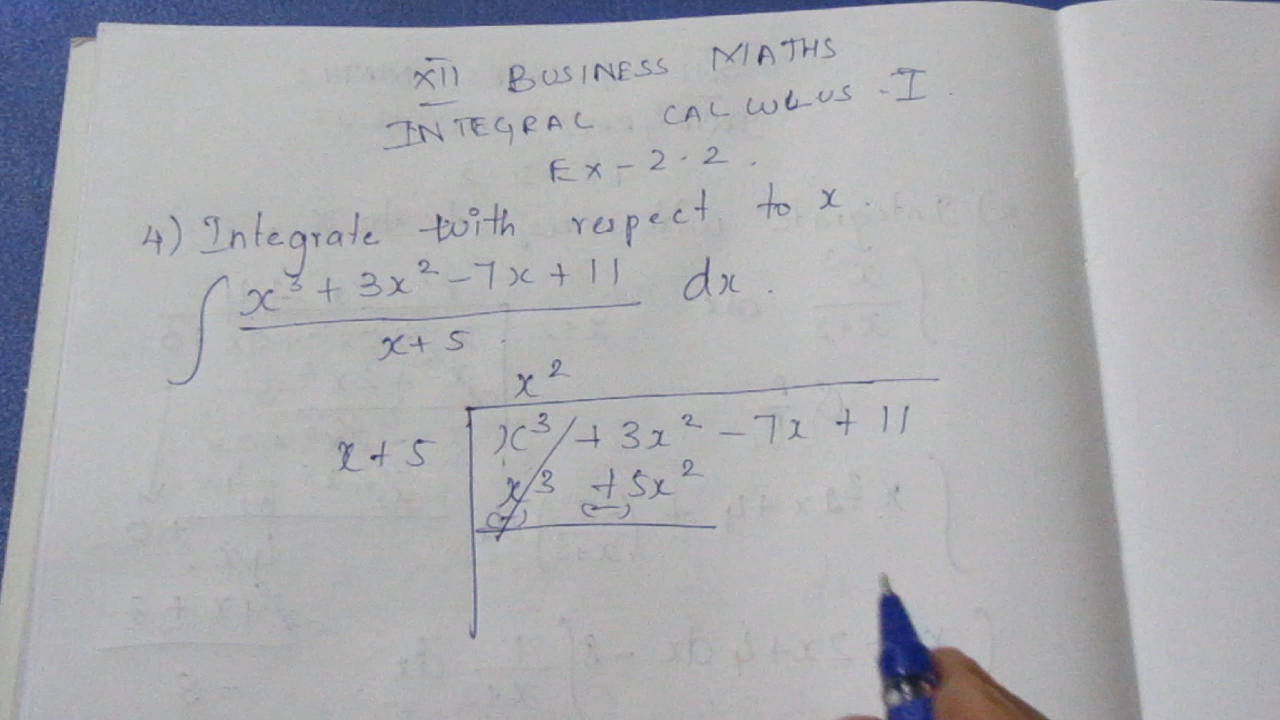 XII BUSINESS MATHS
INTEGRAL CALCULUS - I
Ex - 2.2.
4) Integrate with respect to x.
∫ x³ + 3x² - 7x + 11 / x + 5 dx.
x²
x + 5 | x³ + 3x² - 7x + 11
x³ + 5x²
(-) (-)